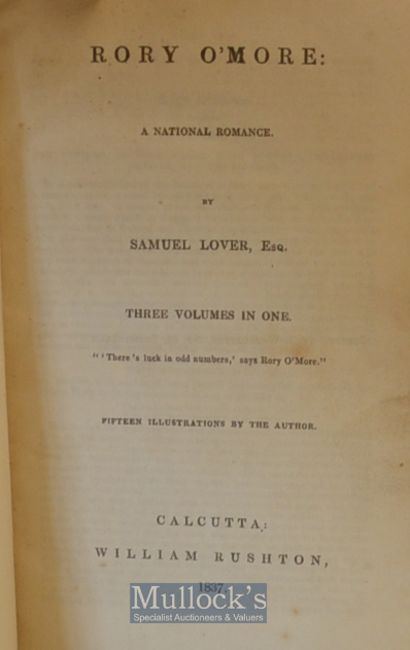 RORY O'MORE:
A NATIONAL ROMANCE.
BY
SAMUEL LOVER, Esq.
THREE VOLUMES IN ONE.
"'There's luck in odd numbers,' says Rory O'More."
FIFTEEN ILLUSTRATIONS BY THE AUTHOR.
CALCUTTA:
WILLIAM RUSHTON,
1837
Mullock's
Specialist Auctioneers & Valuers